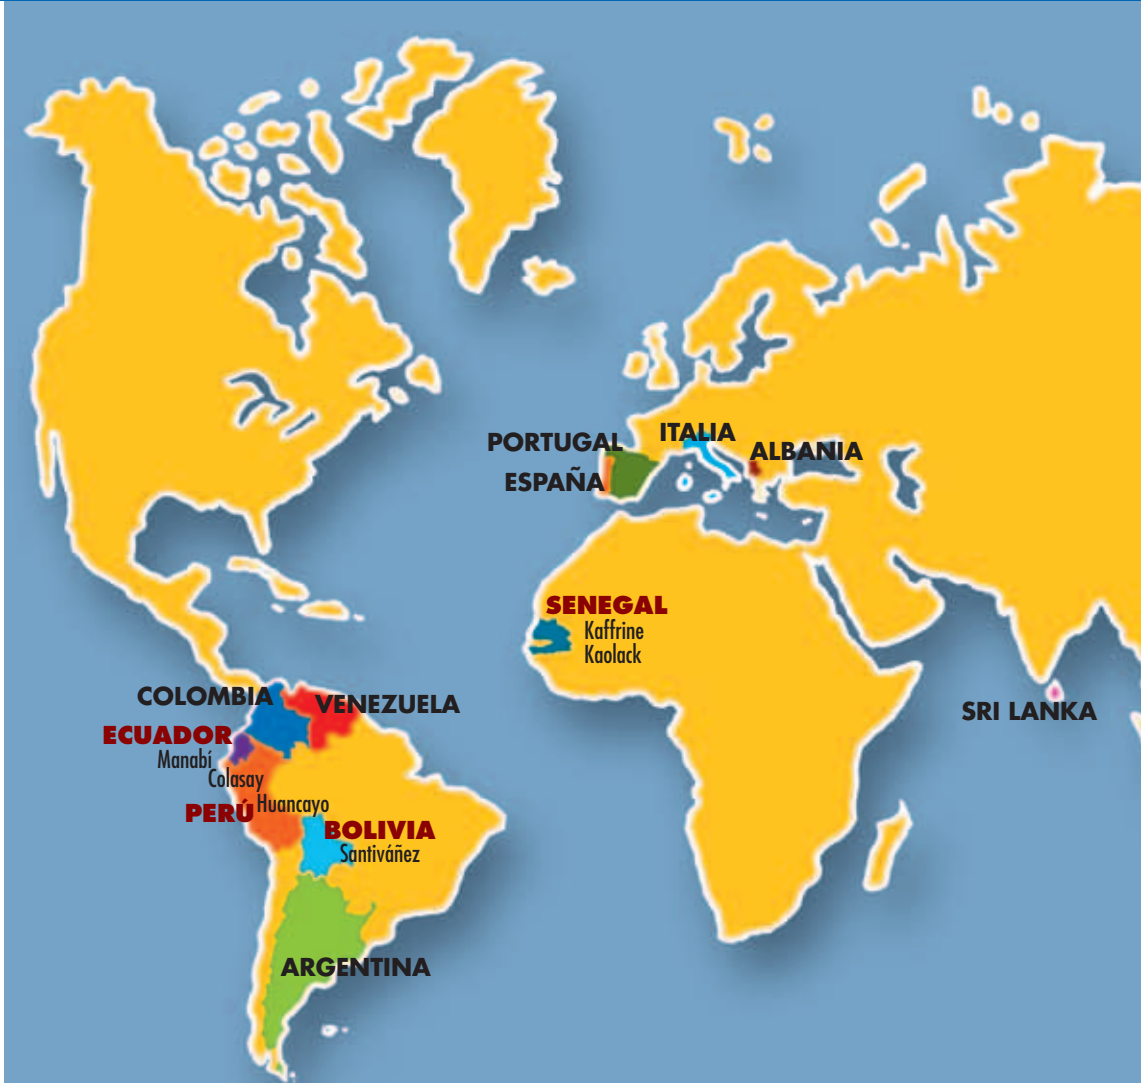 ITALIA
PORTUGAL
ALBANIA
ESPAÑA
SENEGAL
Kaffrine
Kaolack
COLOMBIA
VENEZUELA
SRI LANKA
ECUADOR
Manabí
Colasay
PERÚ
Huancayo
BOLIVIA
Santiváñez
ARGENTINA